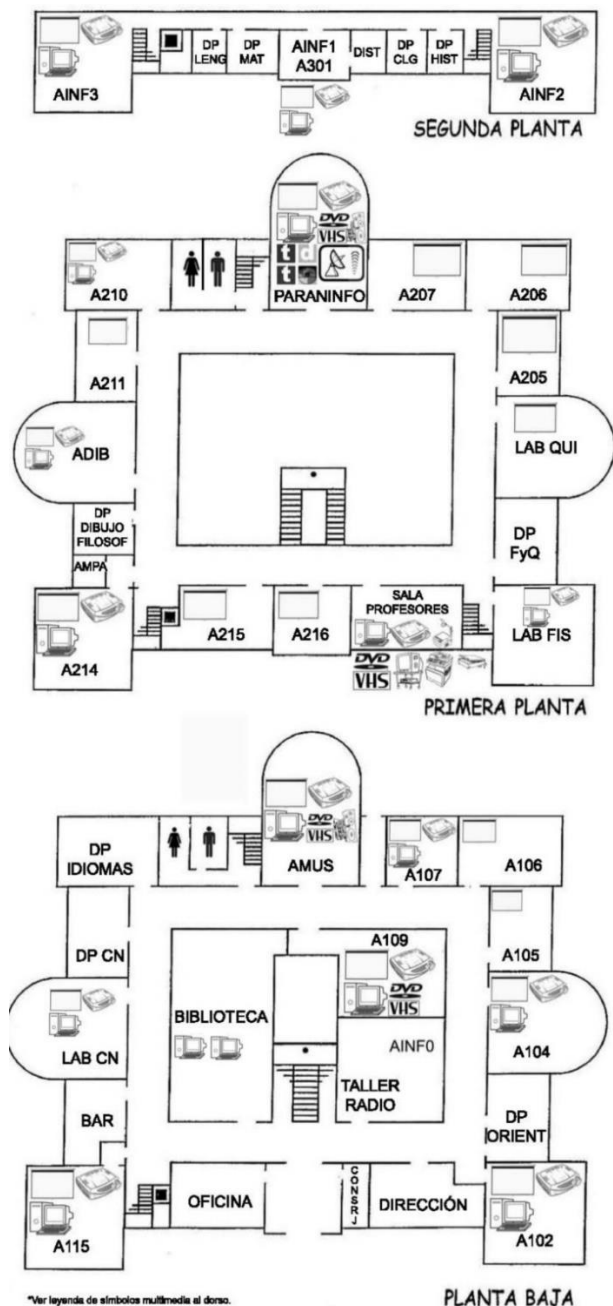 AINF3
DP
LENG
DP
MAT
AINF1
A301
DIST
DP
CLG
DP
HIST
AINF2
SEGUNDA PLANTA
DVD
VHS
t
a
t
A210
PARANINFO
A207
A206
A211
A205
ADIB
LAB QUI
DP
DIBUJO
FILOSOF
DP
FyQ
AMPA
SALA
PROFESORES
A214
A215
A216
LAB FIS
DVD
VHS
PRIMERA PLANTA
DVD
VHS
DP
IDIOMAS
AMUS
A107
A106
DP CN
A109
A105
DVD
VHS
BIBLIOTECA
LAB CN
AINF0
A104
TALLER
RADIO
BAR
DP
ORIENT
A115
OFICINA
CONSRJ
DIRECCIÓN
A102
*Ver leyenda de símbolos multimedia al dorso.
PLANTA BAJA